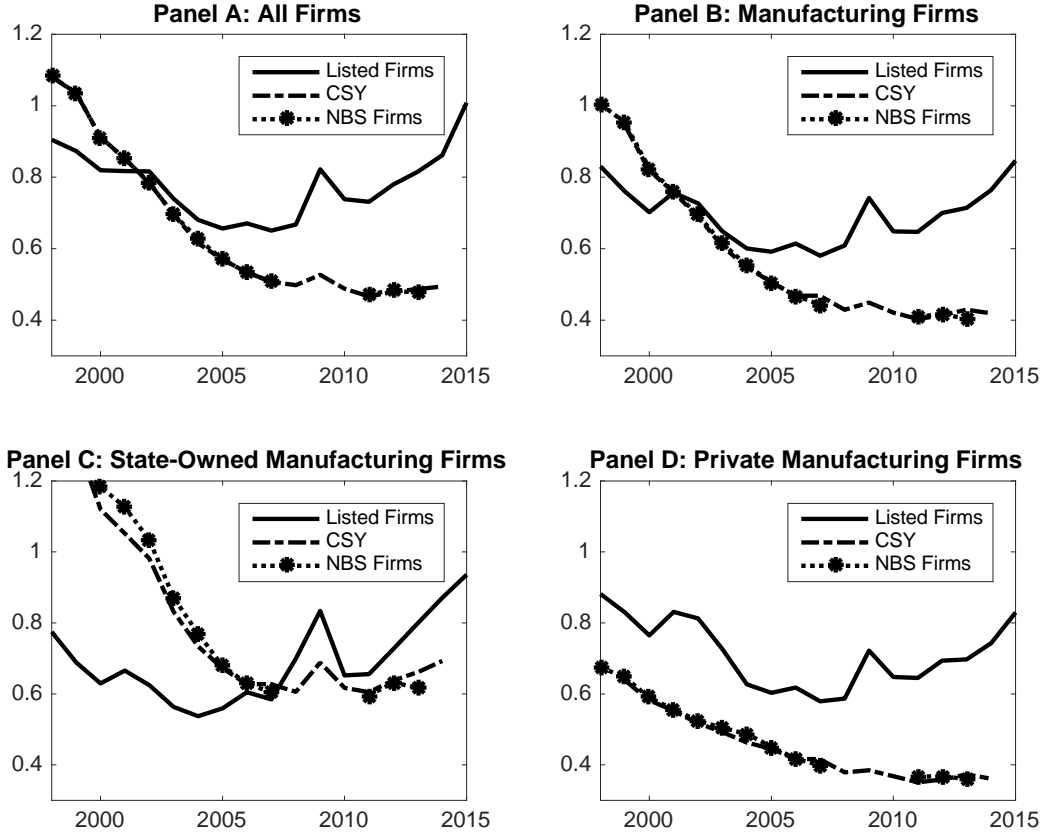 Panel A: All Firms
1.2
1
0.8
0.6
0.4
Listed Firms
CSY
NBS Firms
2000 2005 2010 2015
Panel B: Manufacturing Firms
1.2
1
0.8
0.6
0.4
Listed Firms
CSY
NBS Firms
2000 2005 2010 2015
Panel C: State-Owned Manufacturing Firms
1.2
1
0.8
0.6
0.4
Listed Firms
CSY
NBS Firms
2000 2005 2010 2015
Panel D: Private Manufacturing Firms
1.2
1
0.8
0.6
0.4
Listed Firms
CSY
NBS Firms
2000 2005 2010 2015